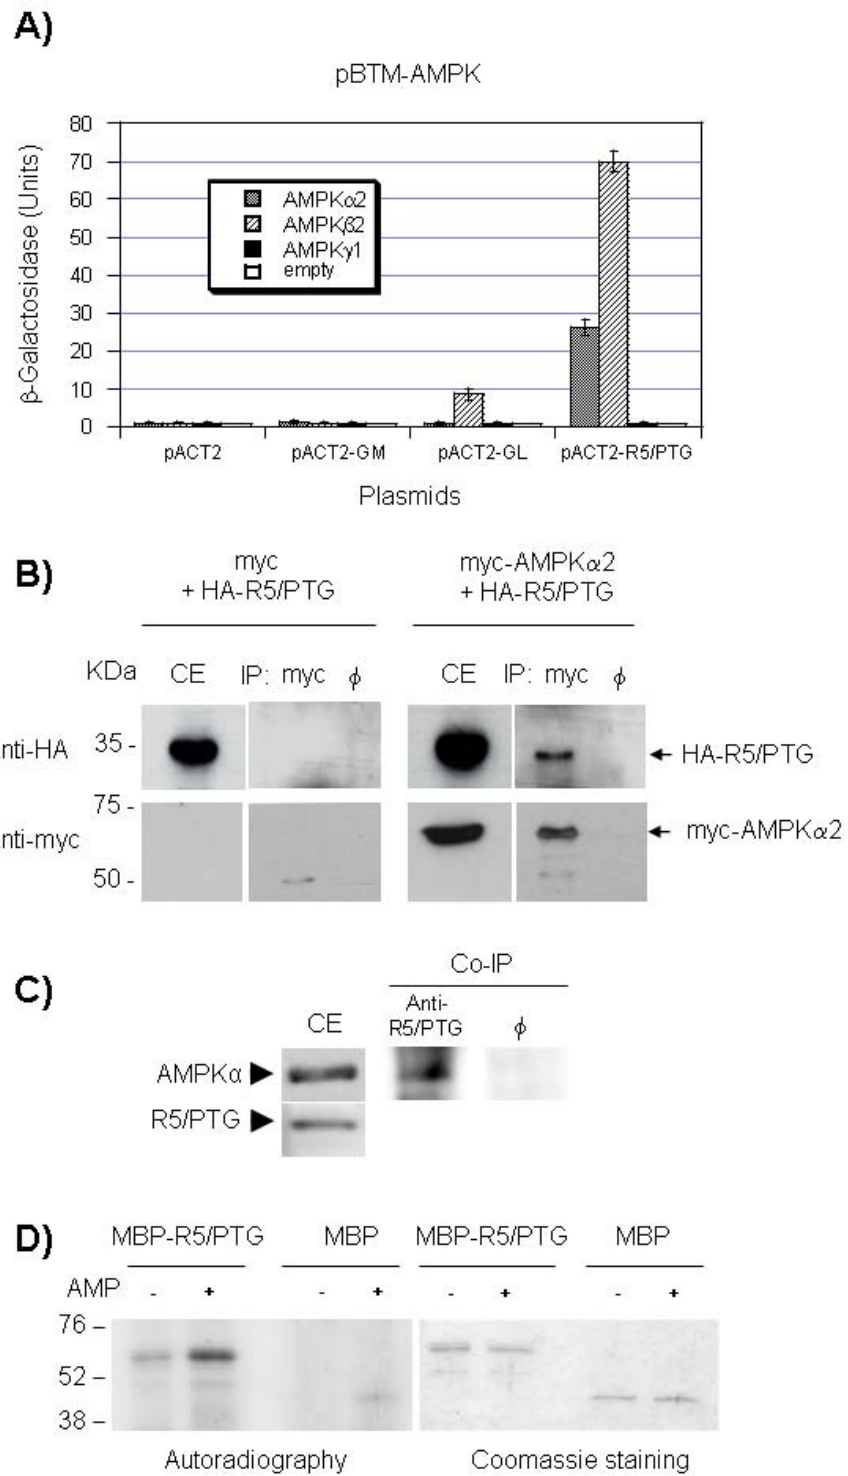 A)
pBTM-AMPK
80
70
60
50
40
30
20
10
0
β-Galactosidase (Units)
AMPKα2
AMPKβ2
AMPKγ1
empty
pACT2 pACT2-GM pACT2-GL pACT2-R5/PTG
Plasmids
B)
myc myc-AMPKα2
+ HA-R5/PTG + HA-R5/PTG
KDa CE IP: myc ϕ CE IP: myc ϕ
nti-HA 35 - HA-R5/PTG
75 -
nti-myc myc-AMPKα2
50 -
C)
Co-IP
CE Anti- ϕ
R5/PTG
AMPKα
R5/PTG
D)
MBP-R5/PTG MBP MBP-R5/PTG MBP
AMP - + - + - + - +
76 –
52 –
38 –
Autoradiography Coomassie staining